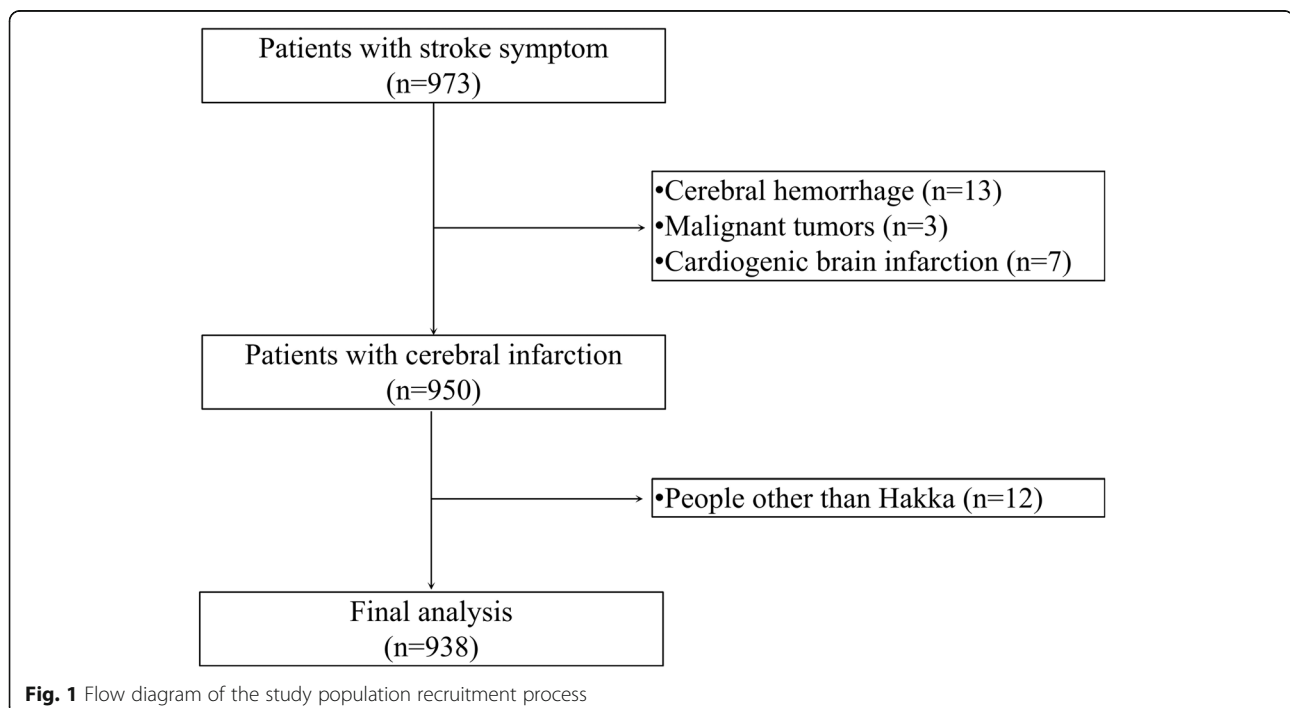 Patients with stroke symptom
(n=973)
•Cerebral hemorrhage (n=13)
•Malignant tumors (n=3)
•Cardiogenic brain infarction (n=7)
Patients with cerebral infarction
(n=950)
•People other than Hakka (n=12)
Final analysis
(n=938)
Fig. 1 Flow diagram of the study population recruitment process